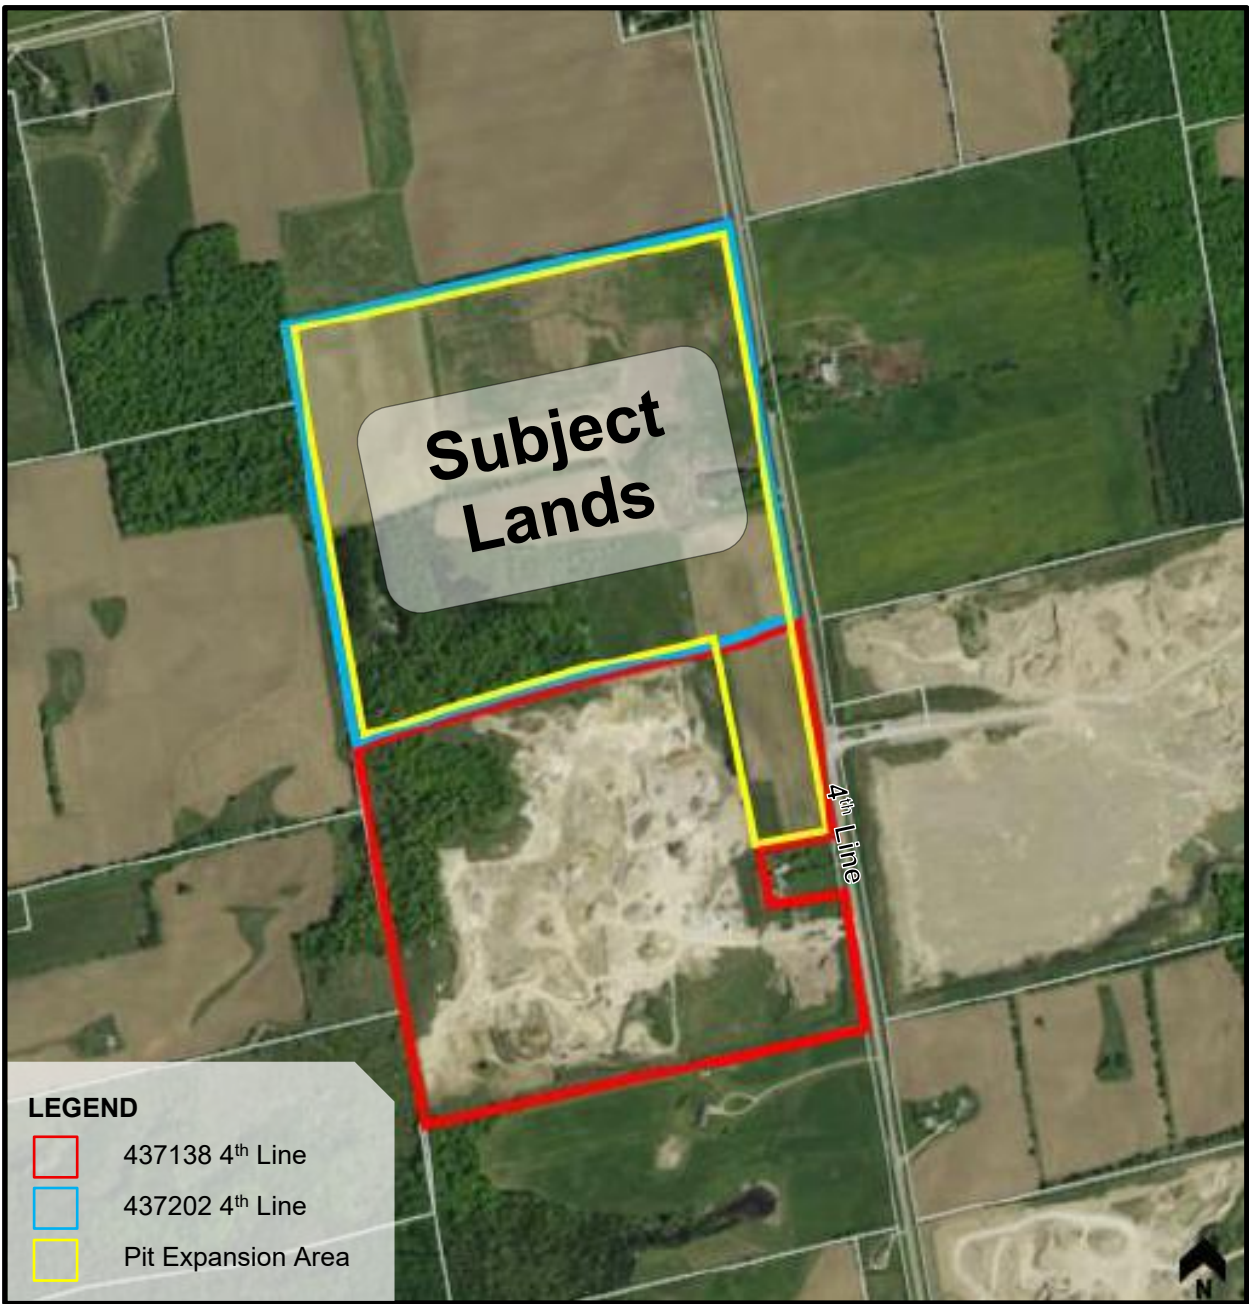 Subject
Lands
4th Line
LEGEND
437138 4th Line
437202 4th Line
Pit Expansion Area
N